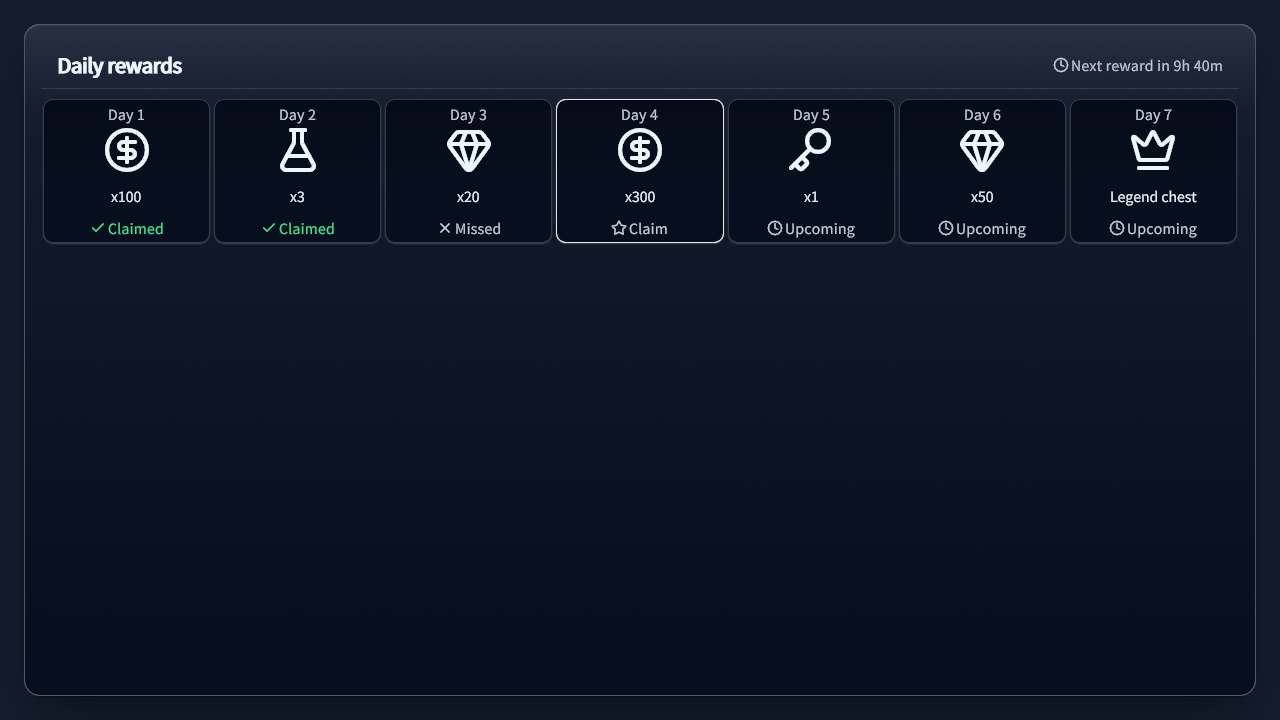 Daily rewards
Next reward in 9h 40m
Day 1
x100
Claimed
Day 2
x3
Claimed
Day 3
x20
Missed
Day 4
x300
Claim
Day 5
x1
Upcoming
Day 6
x50
Upcoming
Day 7
Legend chest
Upcoming